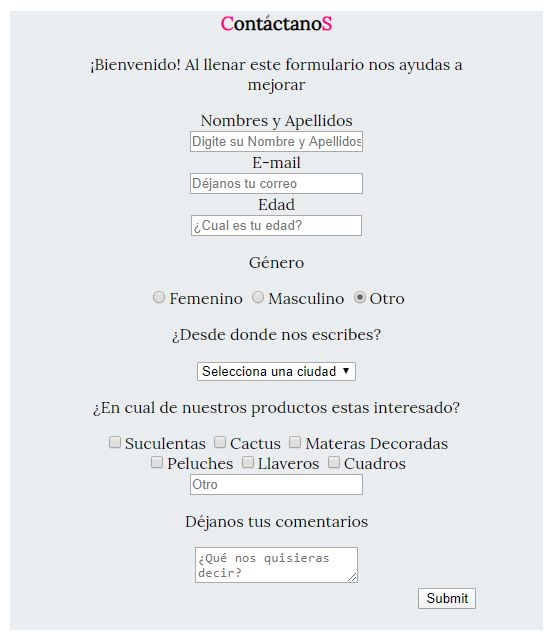 ContáctanoS
¡Bienvenido! Al llenar este formulario nos ayudas a
mejorar
Nombres y Apellidos
Digite su Nombre y Apellidos
E-mail
Déjanos tu correo
Edad
¿Cual es tu edad?
Género
Femenino Masculino Otro
¿Desde donde nos escribes?
Selecciona una ciudad
¿En cual de nuestros productos estas interesado?
Suculentas Cactus Materas Decoradas
Peluches Llaveros Cuadros
Otro
Déjanos tus comentarios
¿Qué nos quisieras
decir?
Submit